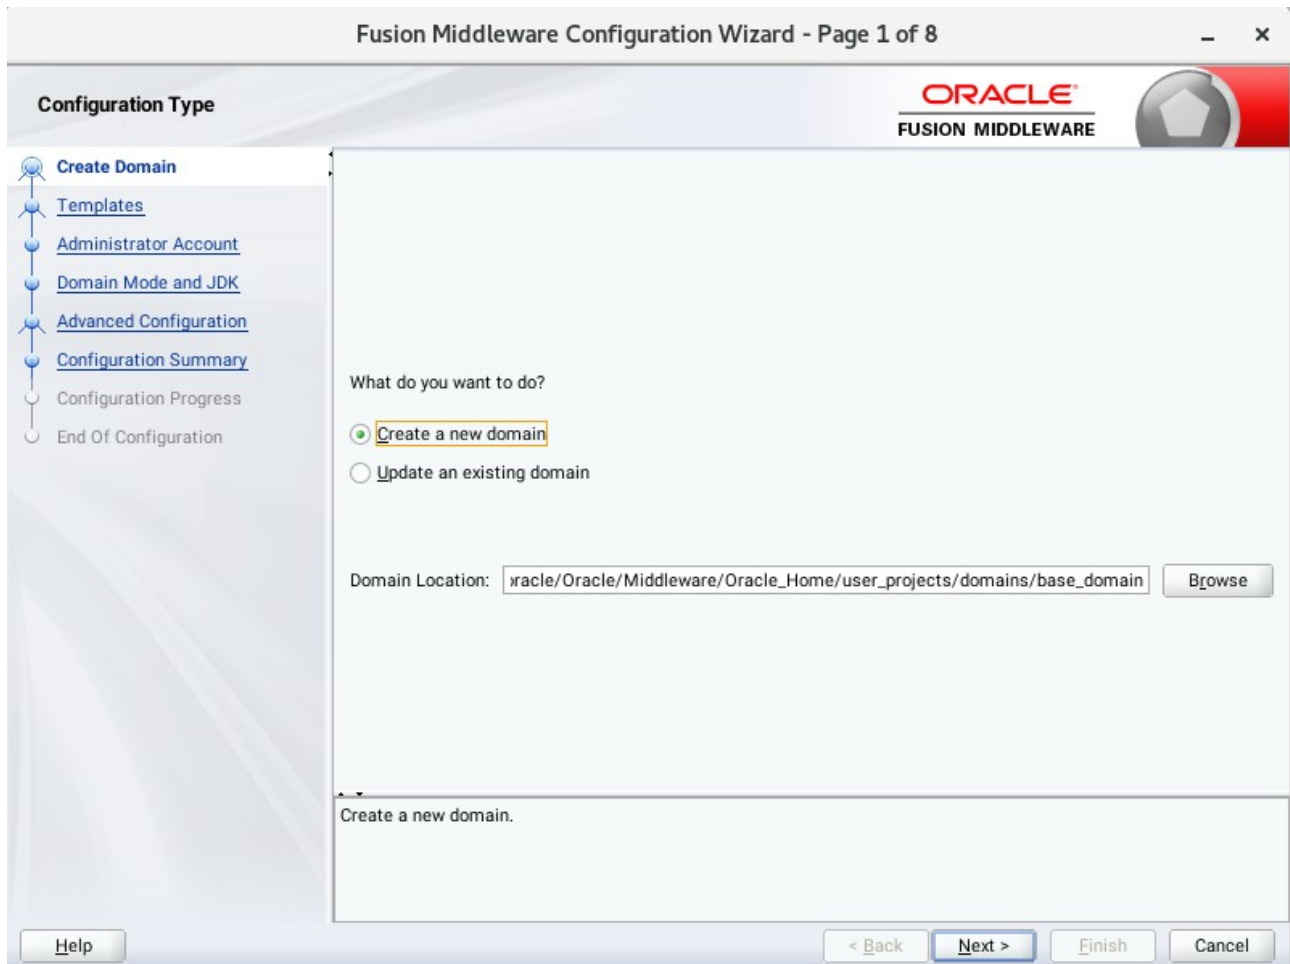 Fusion Middleware Configuration Wizard - Page 1 of 8
Configuration Type
ORACLE
FUSION MIDDLEWARE
Create Domain
Templates
Administrator Account
Domain Mode and JDK
Advanced Configuration
Configuration Summary
Configuration Progress
End Of Configuration
What do you want to do?
Create a new domain
Update an existing domain
Domain Location: racle/Oracle/Middleware/Oracle_Home/user_projects/domains/base_domain Browse
Create a new domain.
Help < Back Next > Finish Cancel